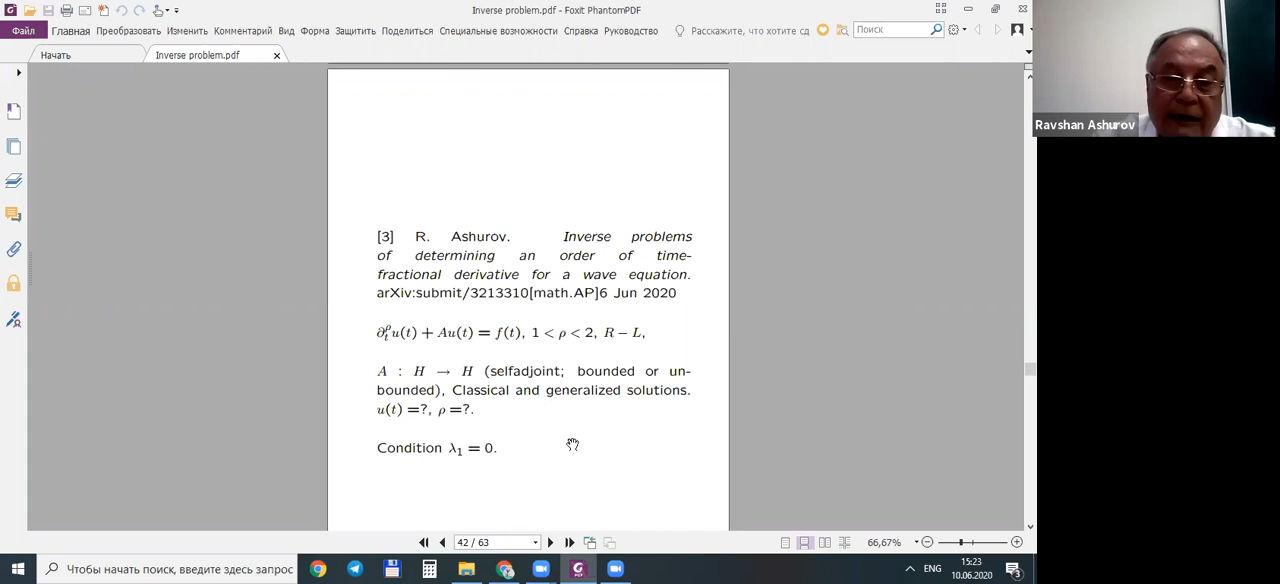 Inverse problem.pdf - Foxit PhantomPDF
Файл Главная Преобразовать Извлечение Комментарий Вид Форма Защитить Поделиться Специальные возможности Справка Руководство Расскажите, что хотите сд Поиск
Начать Inverse problem.pdf
Ravshan Ashurov
[3] R. Ashurov. Inverse problems
of determining an order of time-
fractional derivative for a wave equation.
arXiv:submit/3213310[math.AP]6 Jun 2020
∂ₜ^ρ u(t) + Au(t) = f(t), 1 < ρ < 2, R − L,
A : H → H (selfadjoint; bounded or un-
bounded), Classical and generalized solutions.
u(t) =?, ρ =?.
Condition λ₁ = 0.
42 / 63
66,67%
Чтобы начать поиск, введите здесь запрос
ENG
15:23
10.06.2020
3